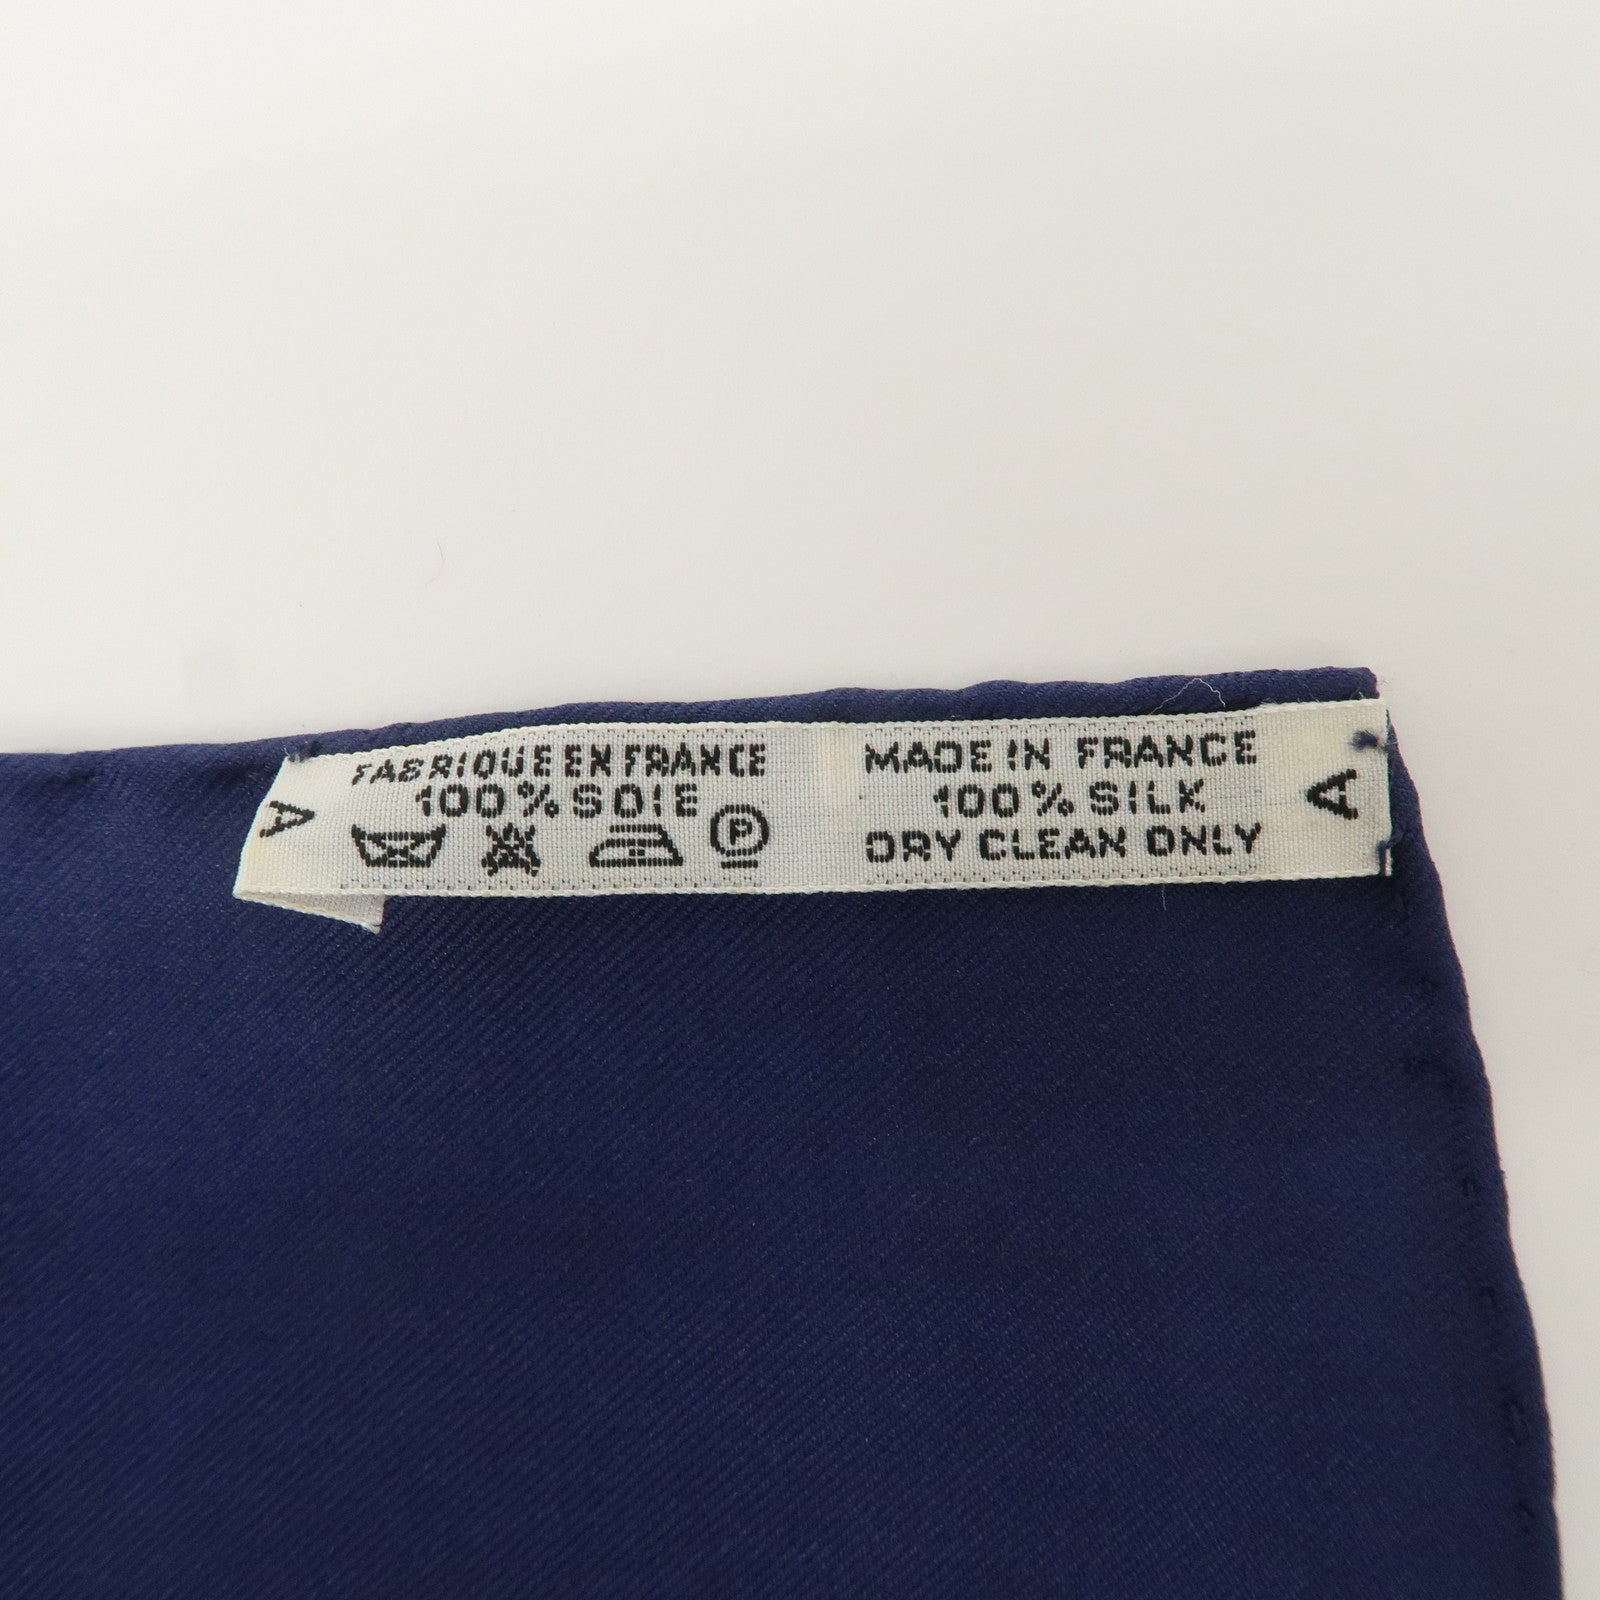 FABRIQUE EN FRANCE
100% SOIE
P
MADE IN FRANCE
100% SILK
DRY CLEAN ONLY
A
A